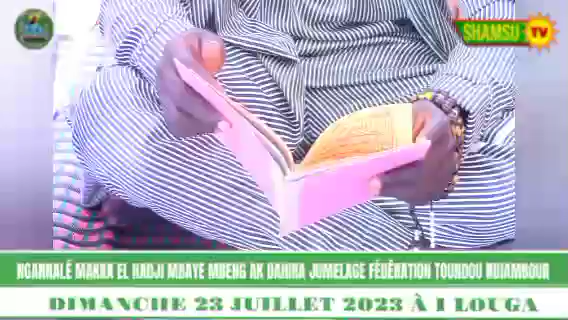 SHAMSU TV
NGANNALÉ MAKKA EL HADJI MBAYE MBENG AK DAHIRA JUMELAGE FÉDÉRATION TOUNDOU NDIAMBOUR
DIMANCHE 23 JUILLET 2023 À 1 LOUGA